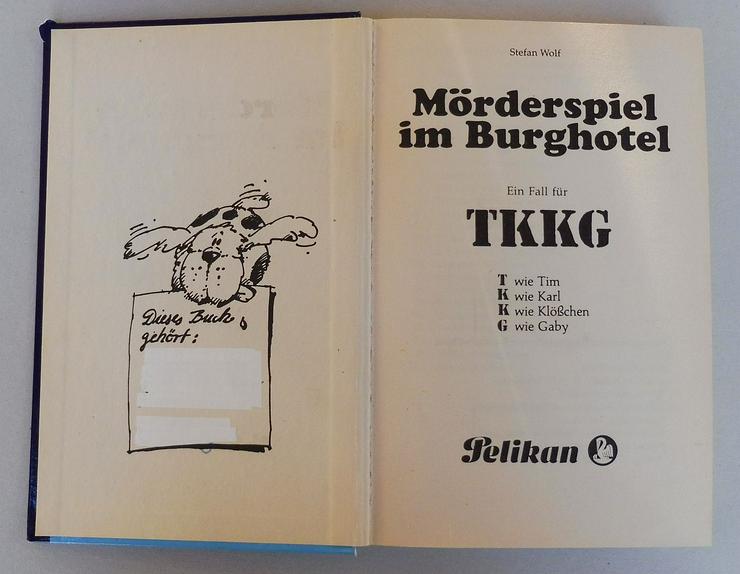 Dieses Buch
gehört:
Stefan Wolf
Mörderspiel
im Burghotel
Ein Fall für
TKKG
T wie Tim
K wie Karl
K wie Klößchen
G wie Gaby
Pelikan